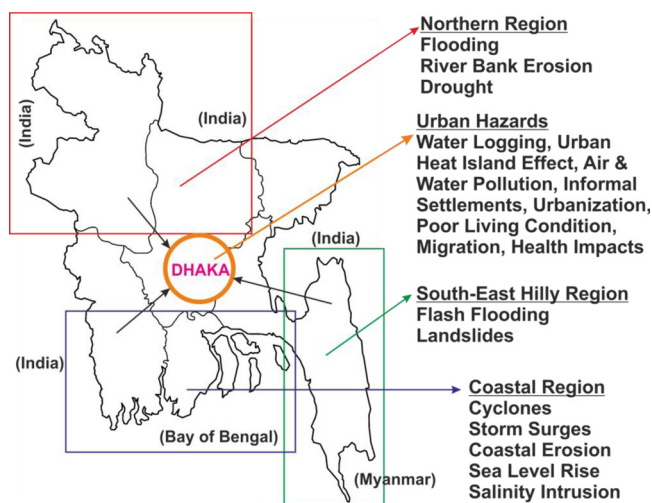 Northern Region
Flooding
River Bank Erosion
Drought
(India)
(India)
Urban Hazards
Water Logging, Urban
Heat Island Effect, Air &
Water Pollution, Informal
Settlements, Urbanization,
Poor Living Condition,
Migration, Health Impacts
(India)
DHAKA
South-East Hilly Region
Flash Flooding
Landslides
(India)
Coastal Region
Cyclones
Storm Surges
Coastal Erosion
Sea Level Rise
Salinity Intrusion
(Bay of Bengal)
(Myanmar)